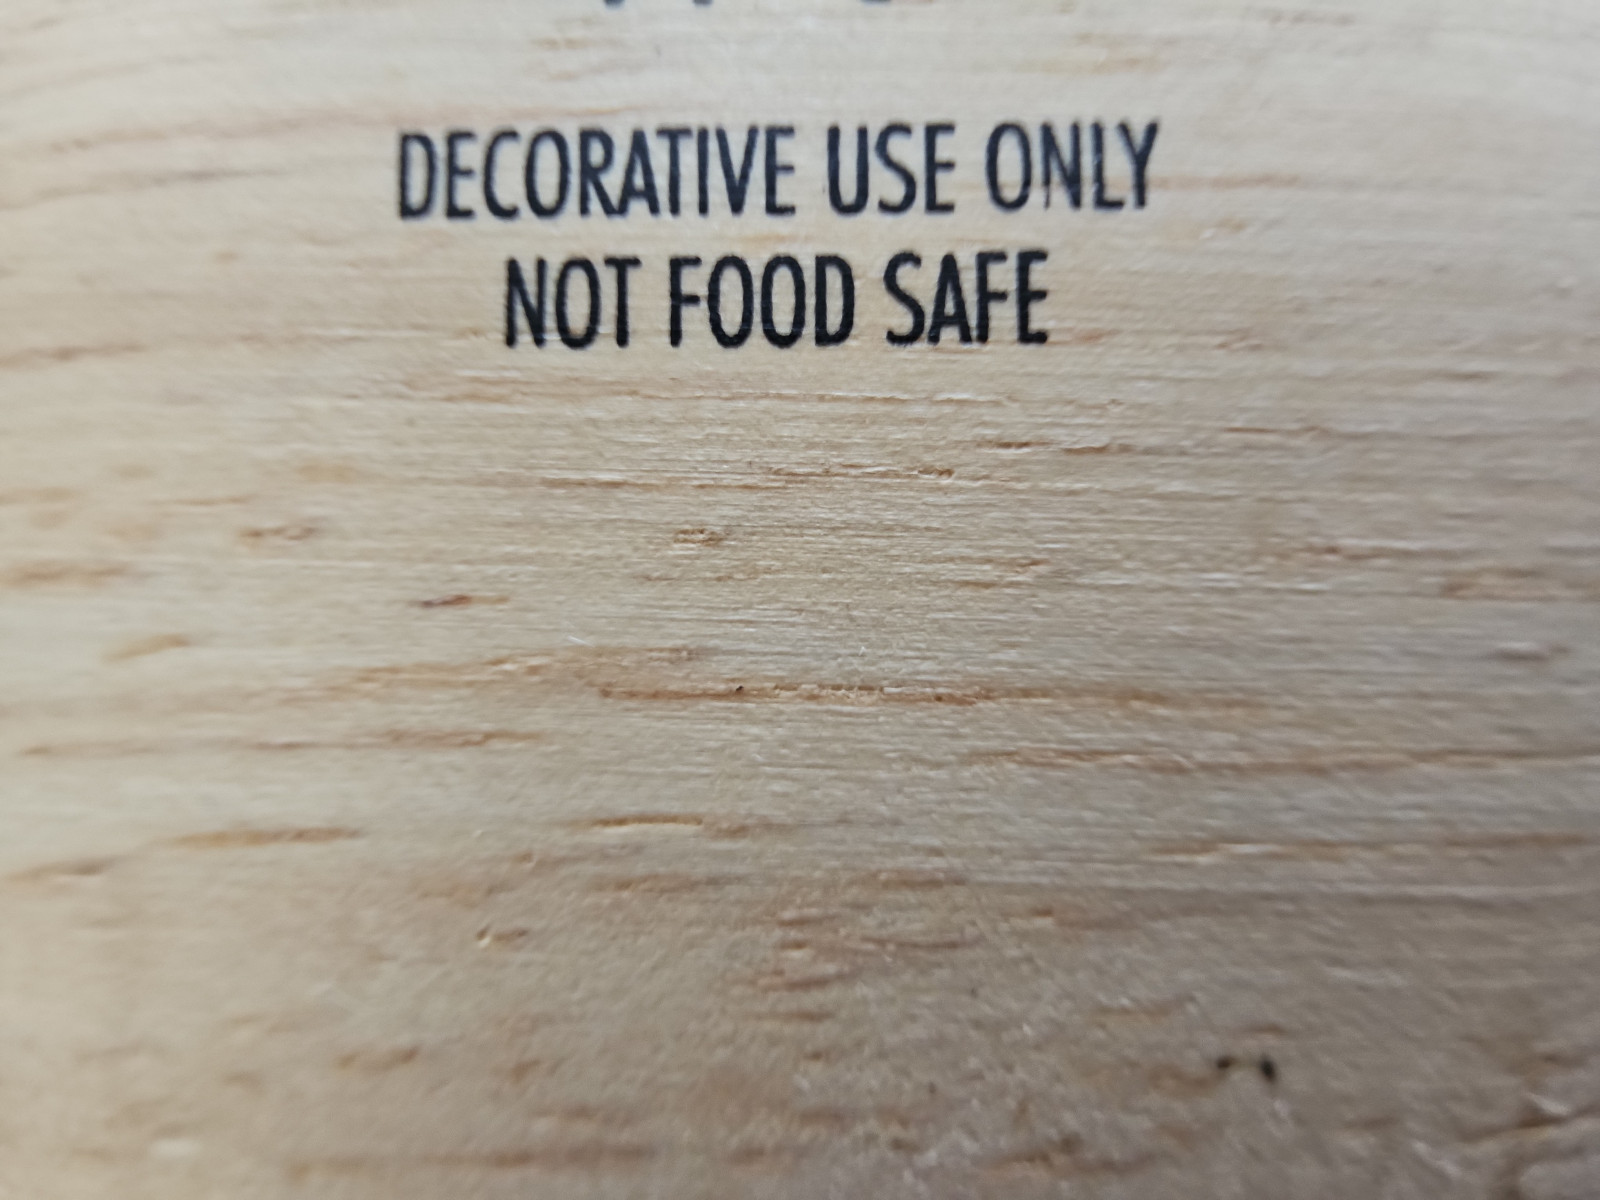 DECORATIVE USE ONLY
NOT FOOD SAFE